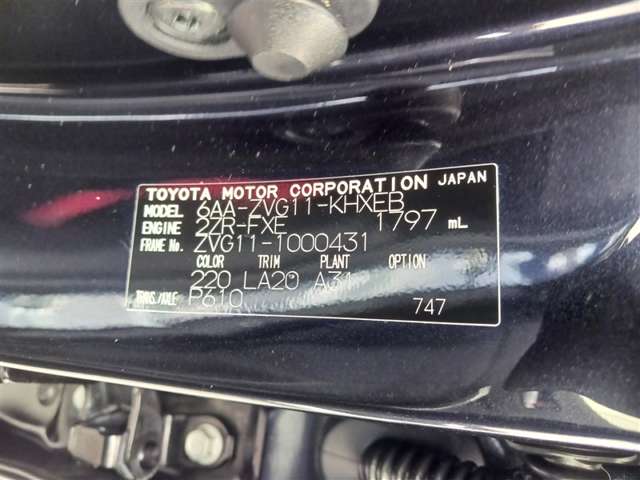 TOYOTA MOTOR CORPORATION JAPAN
MODEL 6AA-ZVG11-KHXEB
ENGINE 2ZR-FXE 1797 mL
FRAME No. ZVG11-1000431
COLOR TRIM PLANT OPTION
220 LA20 A31
TRANS./AXLE P610
747